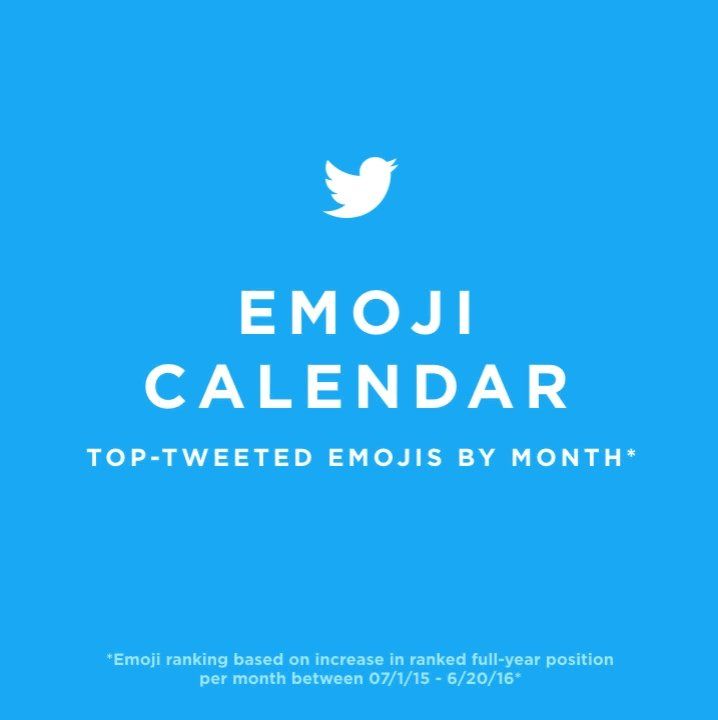 EMOJI
CALENDAR
TOP-TWEETED EMOJIS BY MONTH*
*Emoji ranking based on increase in ranked full-year position
per month between 07/1/15 - 6/20/16*